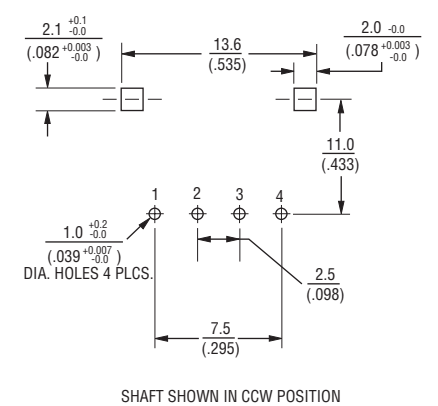 2.1 +0.1 -0.0
(.082 +0.003 -0.0 )
13.6
(.535)
2.0 -0.0
(.078 +0.003 -0.0 )
11.0
(.433)
1 2 3 4
1.0 +0.2 -0.0
(.039 +0.007 -0.0 )
DIA. HOLES 4 PLCS.
2.5
(.098)
7.5
(.295)
SHAFT SHOWN IN CCW POSITION